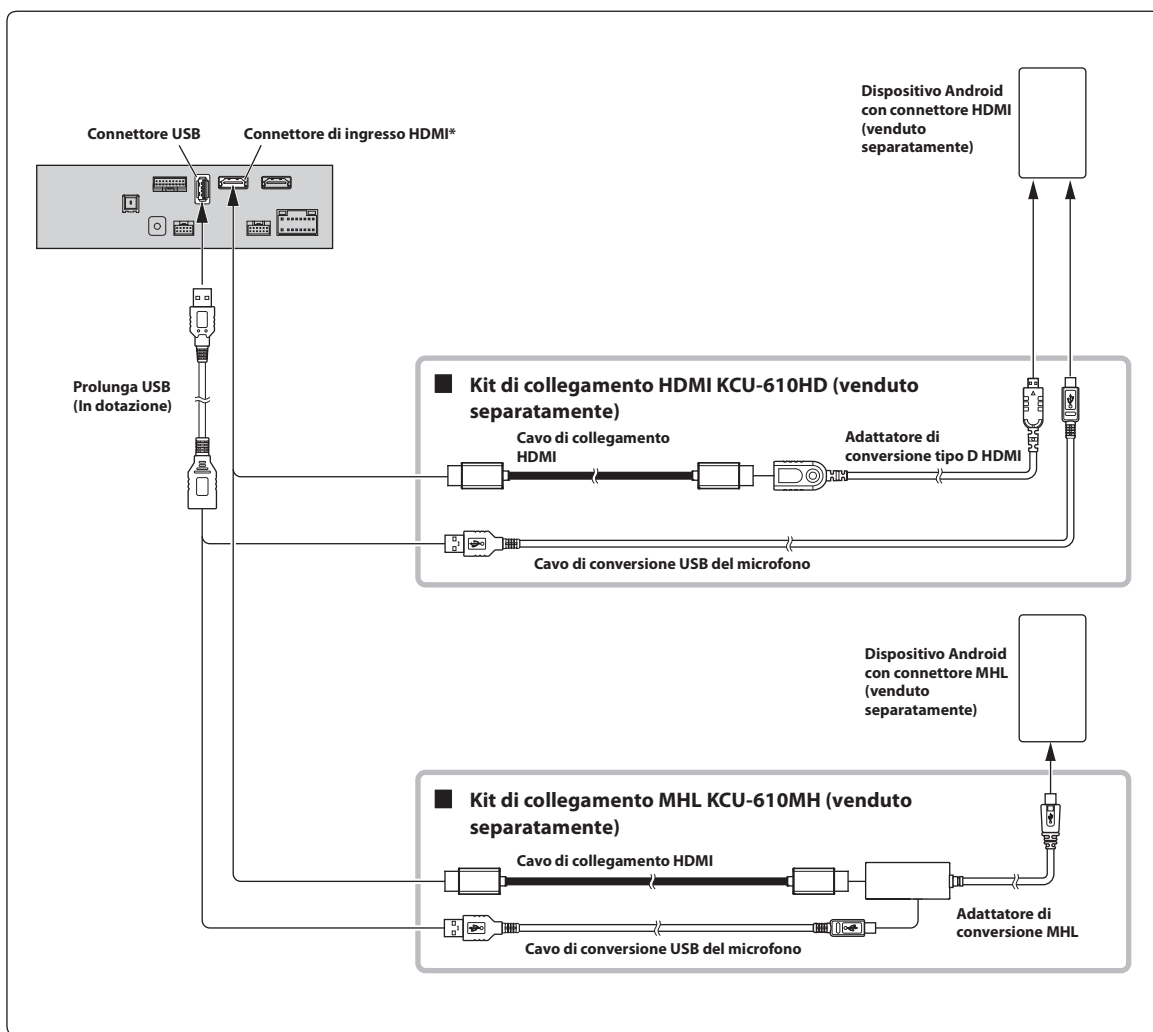 Dispositivo Android
con connettore HDMI
(venduto
separatamente)
Connettore USB
Connettore di ingresso HDMI*
Prolunga USB
(In dotazione)
■ Kit di collegamento HDMI KCU-610HD (venduto
separatamente)
Cavo di collegamento
HDMI
Adattatore di
conversione tipo D HDMI
Cavo di conversione USB del microfono
Dispositivo Android
con connettore MHL
(venduto
separatamente)
■ Kit di collegamento MHL KCU-610MH (venduto
separatamente)
Cavo di collegamento HDMI
Adattatore di
conversione MHL
Cavo di conversione USB del microfono